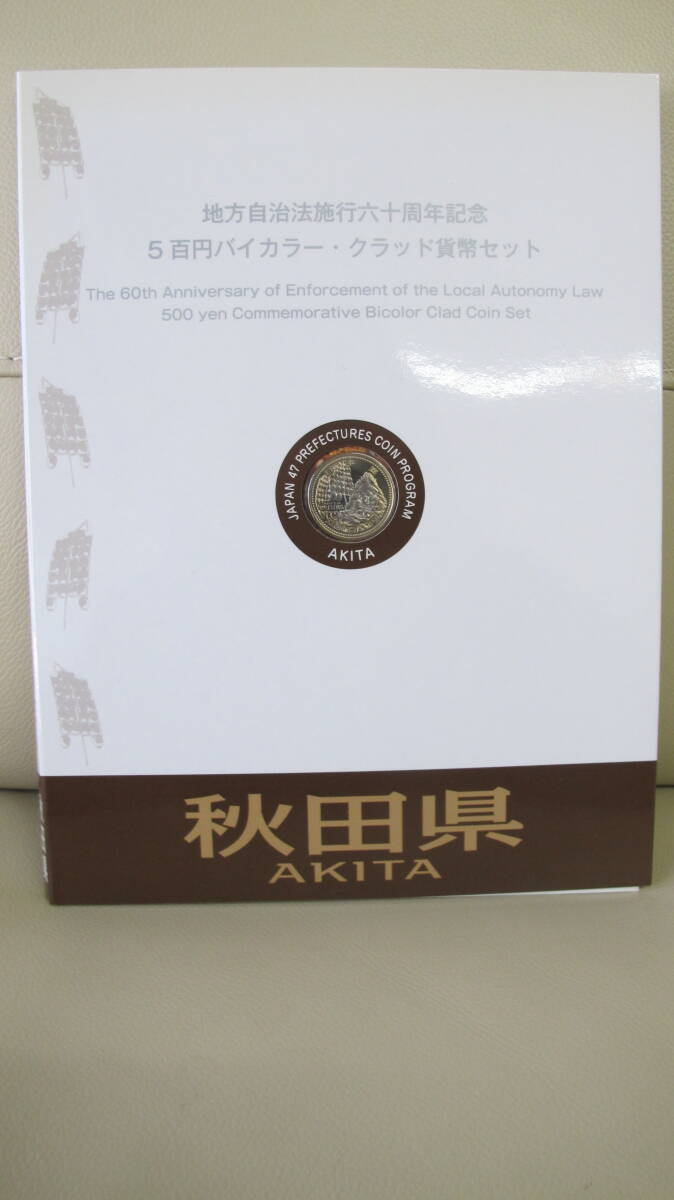 地方自治法施行六十周年記念
5百円バイカラー・クラッド貨幣セット
The 60th Anniversary of Enforcement of the Local Autonomy Law
500 yen Commemorative Bicolor Clad Coin Set
JAPAN 47 PREFECTURES COIN PROGRAM
AKITA
秋田県
AKITA